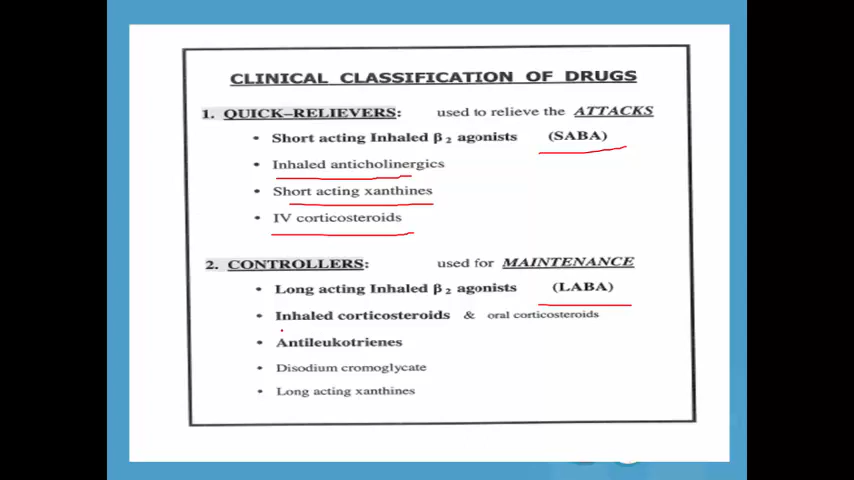 CLINICAL CLASSIFICATION OF DRUGS
1. QUICK–RELIEVERS: used to relieve the ATTACKS
• Short acting Inhaled β2 agonists (SABA)
• Inhaled anticholinergics
• Short acting xanthines
• IV corticosteroids
2. CONTROLLERS: used for MAINTENANCE
• Long acting Inhaled β2 agonists (LABA)
• Inhaled corticosteroids & oral corticosteroids
• Antileukotrienes
• Disodium cromoglycate
• Long acting xanthines